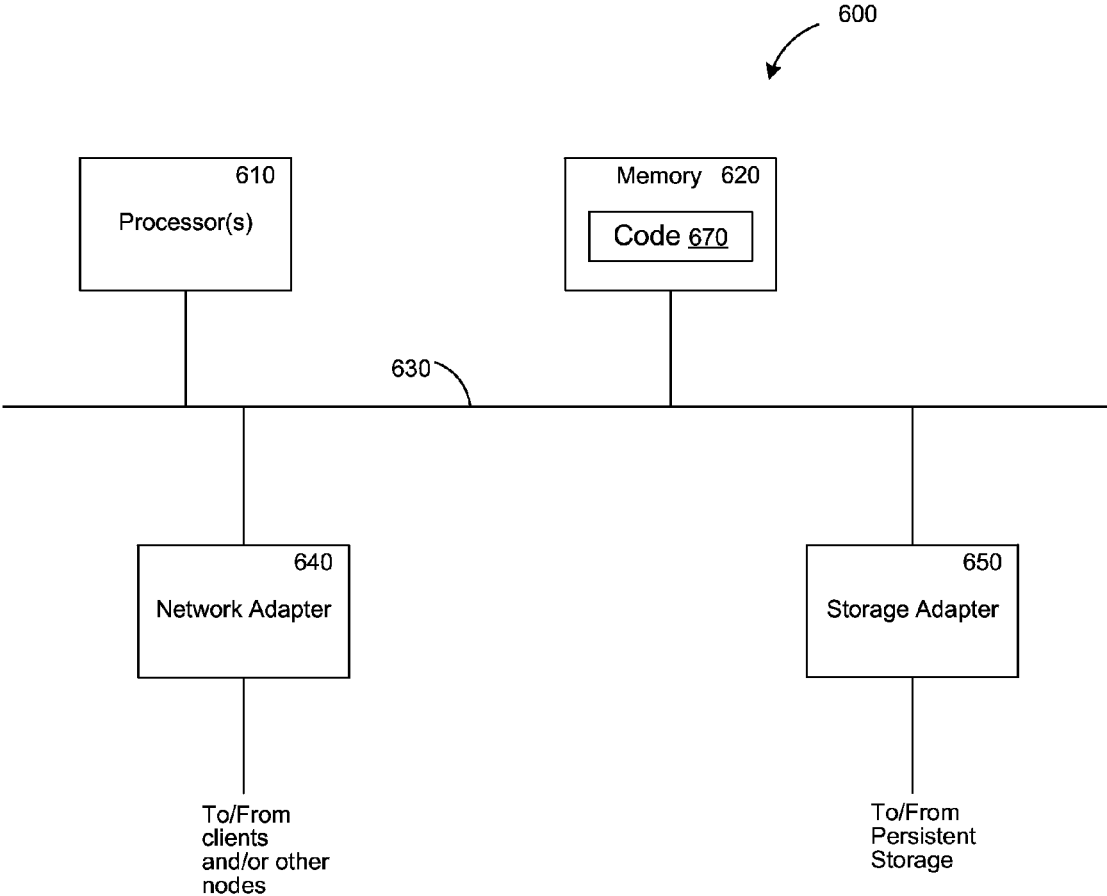 600
610
Processor(s)
Memory 620
Code 670
630
640
Network Adapter
650
Storage Adapter
To/From
clients
and/or other
nodes
To/From
Persistent
Storage